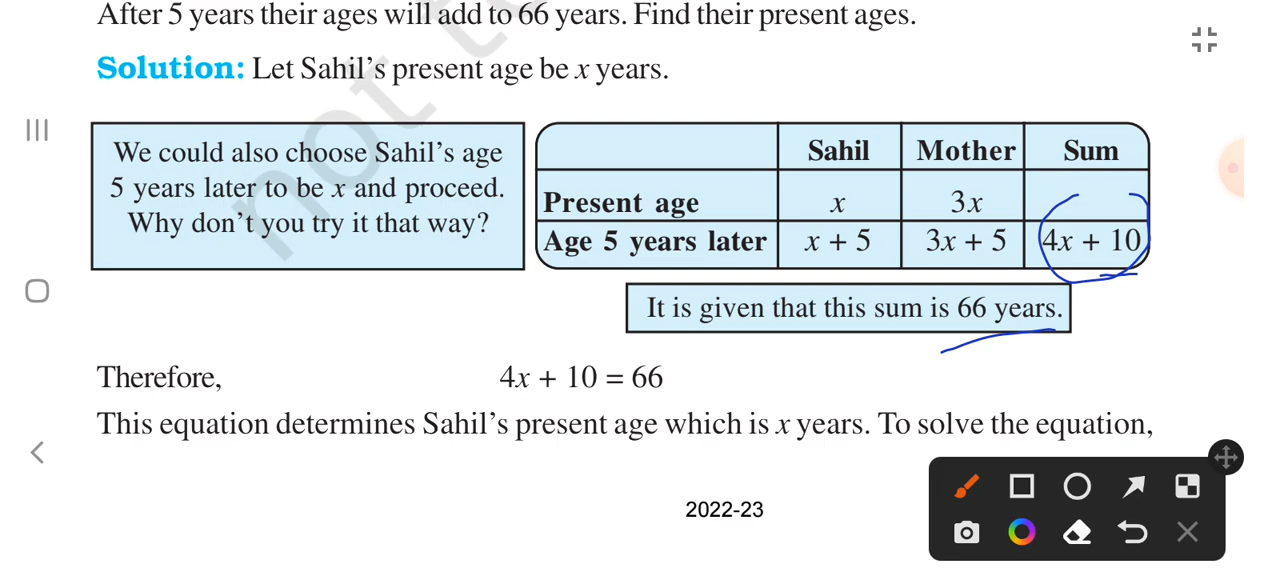 After 5 years their ages will add to 66 years. Find their present ages.
Solution: Let Sahil's present age be x years.
We could also choose Sahil's age
5 years later to be x and proceed.
Why don't you try it that way?
Sahil Mother Sum
Present age x 3x
Age 5 years later x + 5 3x + 5 4x + 10
It is given that this sum is 66 years.
Therefore, 4x + 10 = 66
This equation determines Sahil's present age which is x years. To solve the equation,
2022-23
not t